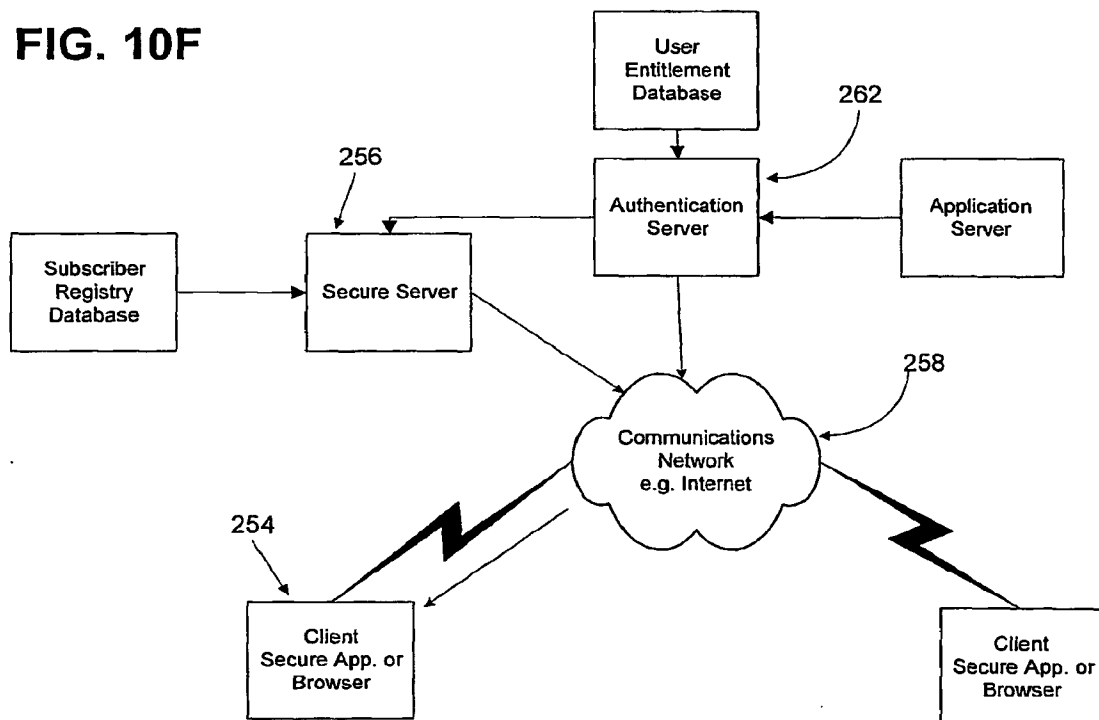 FIG. 10F
User
Entitlement
Database
262
256
Authentication
Server
Application
Server
Subscriber
Registry
Database
Secure Server
258
Communications
Network
e.g. Internet
254
Client
Secure App. or
Browser
Client
Secure App. or
Browser